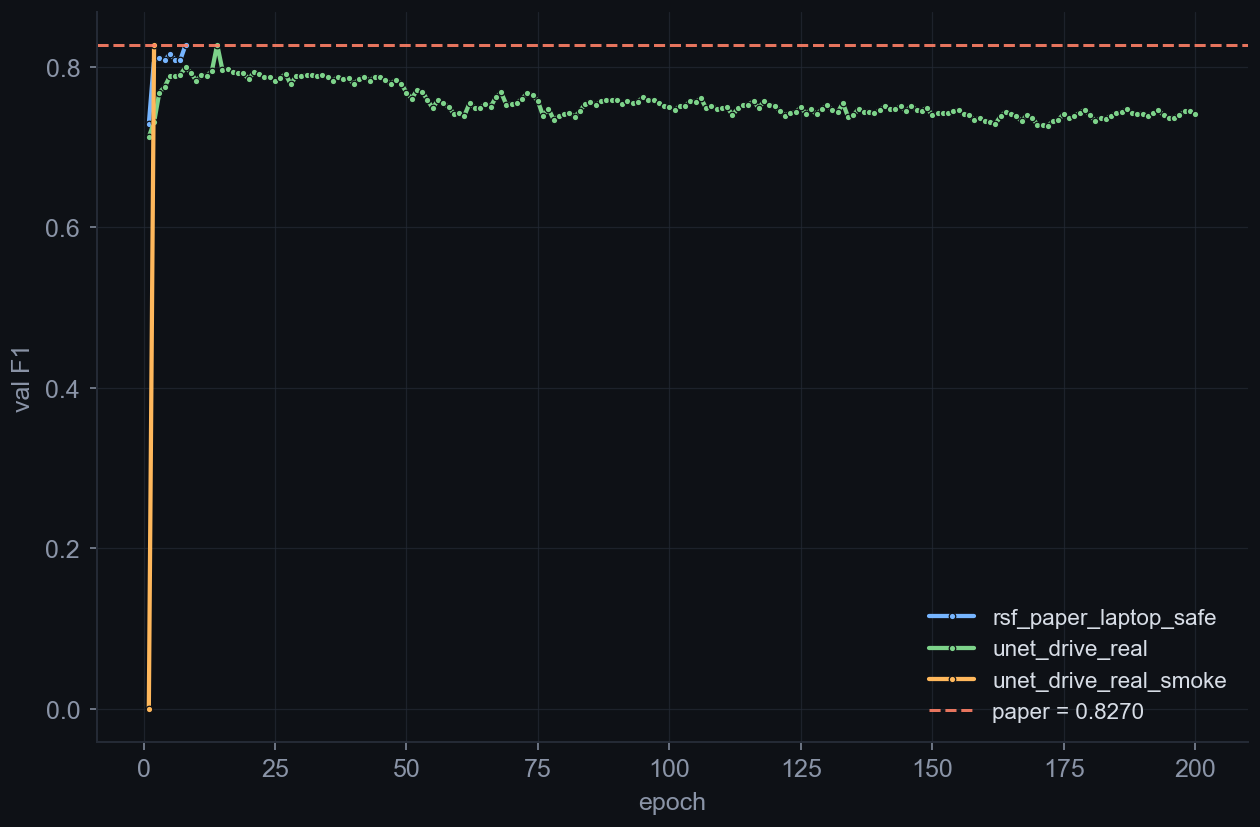 val F1
0.8
0.6
0.4
0.2
0.0
0 25 50 75 100 125 150 175 200
epoch
rsf_paper_laptop_safe
unet_drive_real
unet_drive_real_smoke
paper = 0.8270